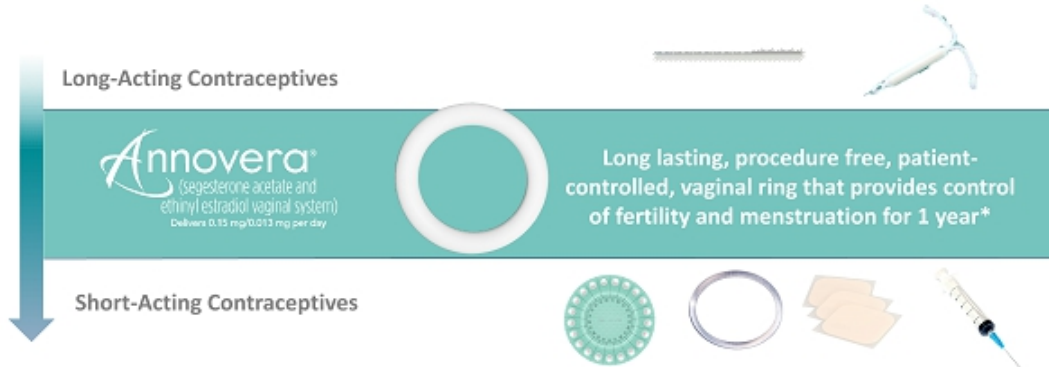 Long-Acting Contraceptives
Annovera®
(segesterone acetate and
ethinyl estradiol vaginal system)
Delivers 0.15 mg/0.013 mg per day
Long lasting, procedure free, patient-
controlled, vaginal ring that provides control
of fertility and menstruation for 1 year*
Short-Acting Contraceptives